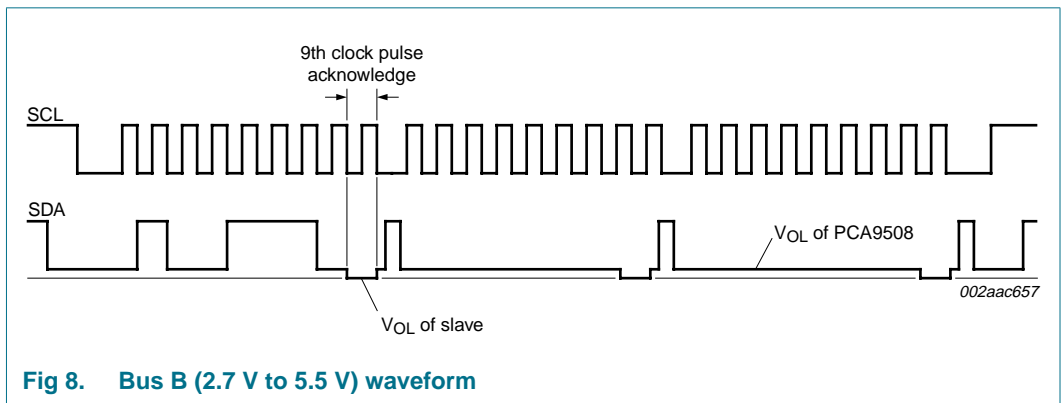 9th clock pulse
acknowledge
SCL
SDA
VOL of PCA9508
002aac657
VOL of slave
Fig 8. Bus B (2.7 V to 5.5 V) waveform